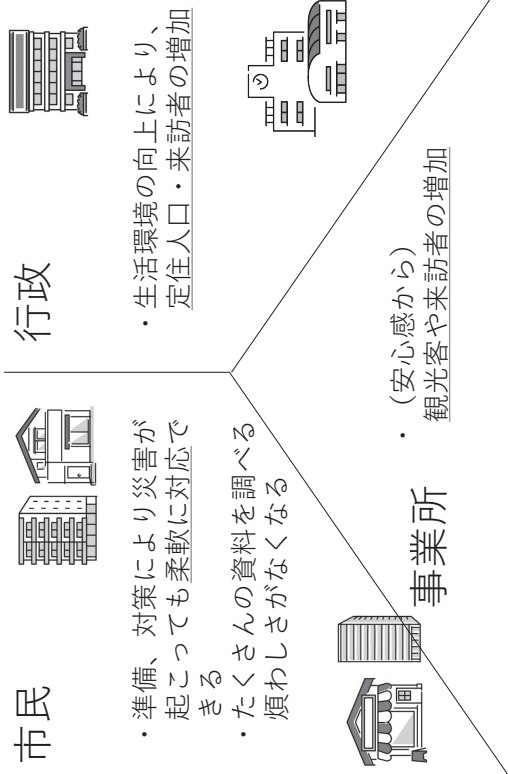 市民
・準備、対策により災害が
起こっても柔軟に対応で
きる
・たくさんの資料を調べる
煩わしさがなくなる
行政
・生活環境の向上により、
定住人口・来訪者の増加
事業所
・(安心感から)
観光客や来訪者の増加